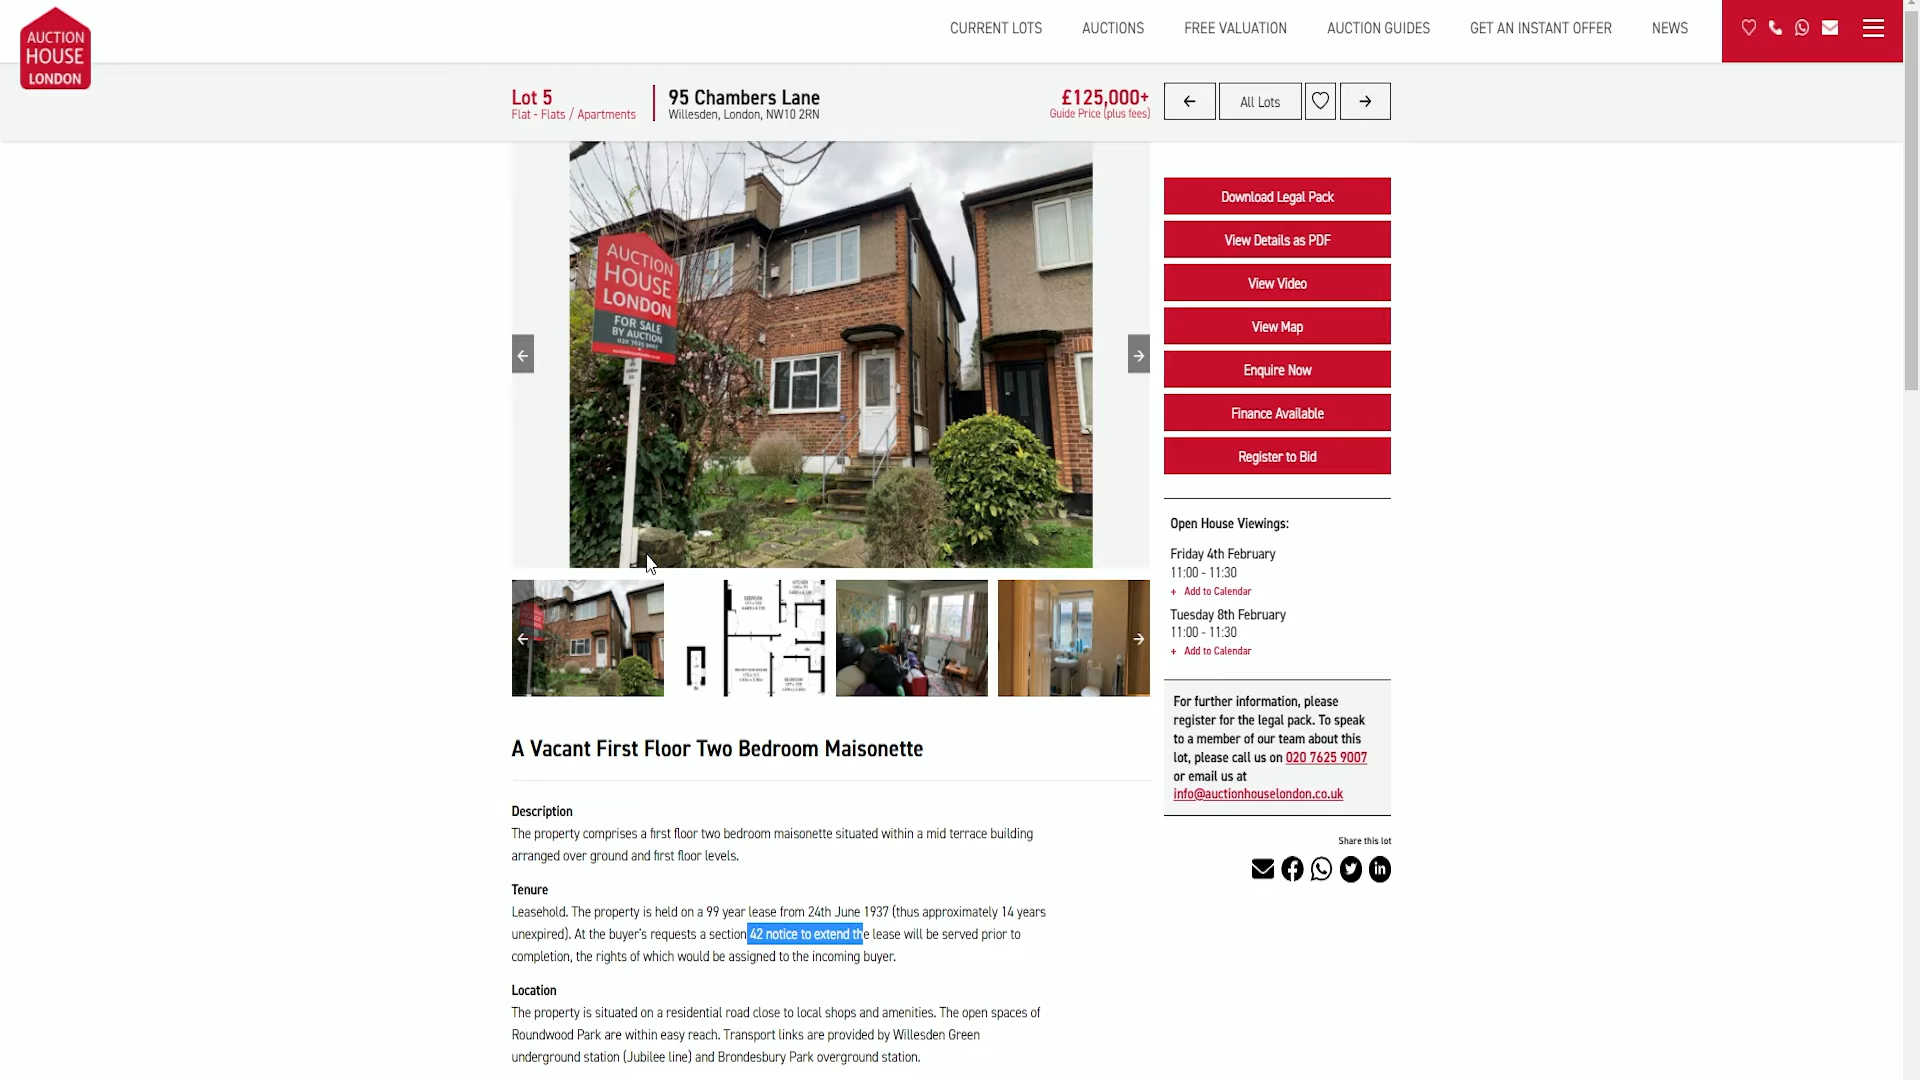 AUCTION
HOUSE
LONDON
CURRENT LOTS
AUCTIONS
FREE VALUATION
AUCTION GUIDES
GET AN INSTANT OFFER
NEWS
Lot 5
Flat - Flats / Apartments
95 Chambers Lane
Willesden, London, NW10 2RN
£125,000+
Guide Price (plus fees)
All Lots
AUCTION
HOUSE
LONDON
FOR SALE
BY AUCTION
020 7625 9007
Download Legal Pack
View Details as PDF
View Video
View Map
Enquire Now
Finance Available
Register to Bid
Open House Viewings:
Friday 4th February
11:00 - 11:30
+ Add to Calendar
Tuesday 8th February
11:00 - 11:30
+ Add to Calendar
For further information, please
register for the legal pack. To speak
to a member of our team about this
lot, please call us on 020 7625 9007
or email us at
info@auctionhouselondon.co.uk
Share this lot
A Vacant First Floor Two Bedroom Maisonette
Description
The property comprises a first floor two bedroom maisonette situated within a mid terrace building
arranged over ground and first floor levels.
Tenure
Leasehold. The property is held on a 99 year lease from 24th June 1937 (thus approximately 14 years
unexpired). At the buyer's requests a section 42 notice to extend the lease will be served prior to
completion, the rights of which would be assigned to the incoming buyer.
Location
The property is situated on a residential road close to local shops and amenities. The open spaces of
Roundwood Park are within easy reach. Transport links are provided by Willesden Green
underground station (Jubilee line) and Brondesbury Park overground station.